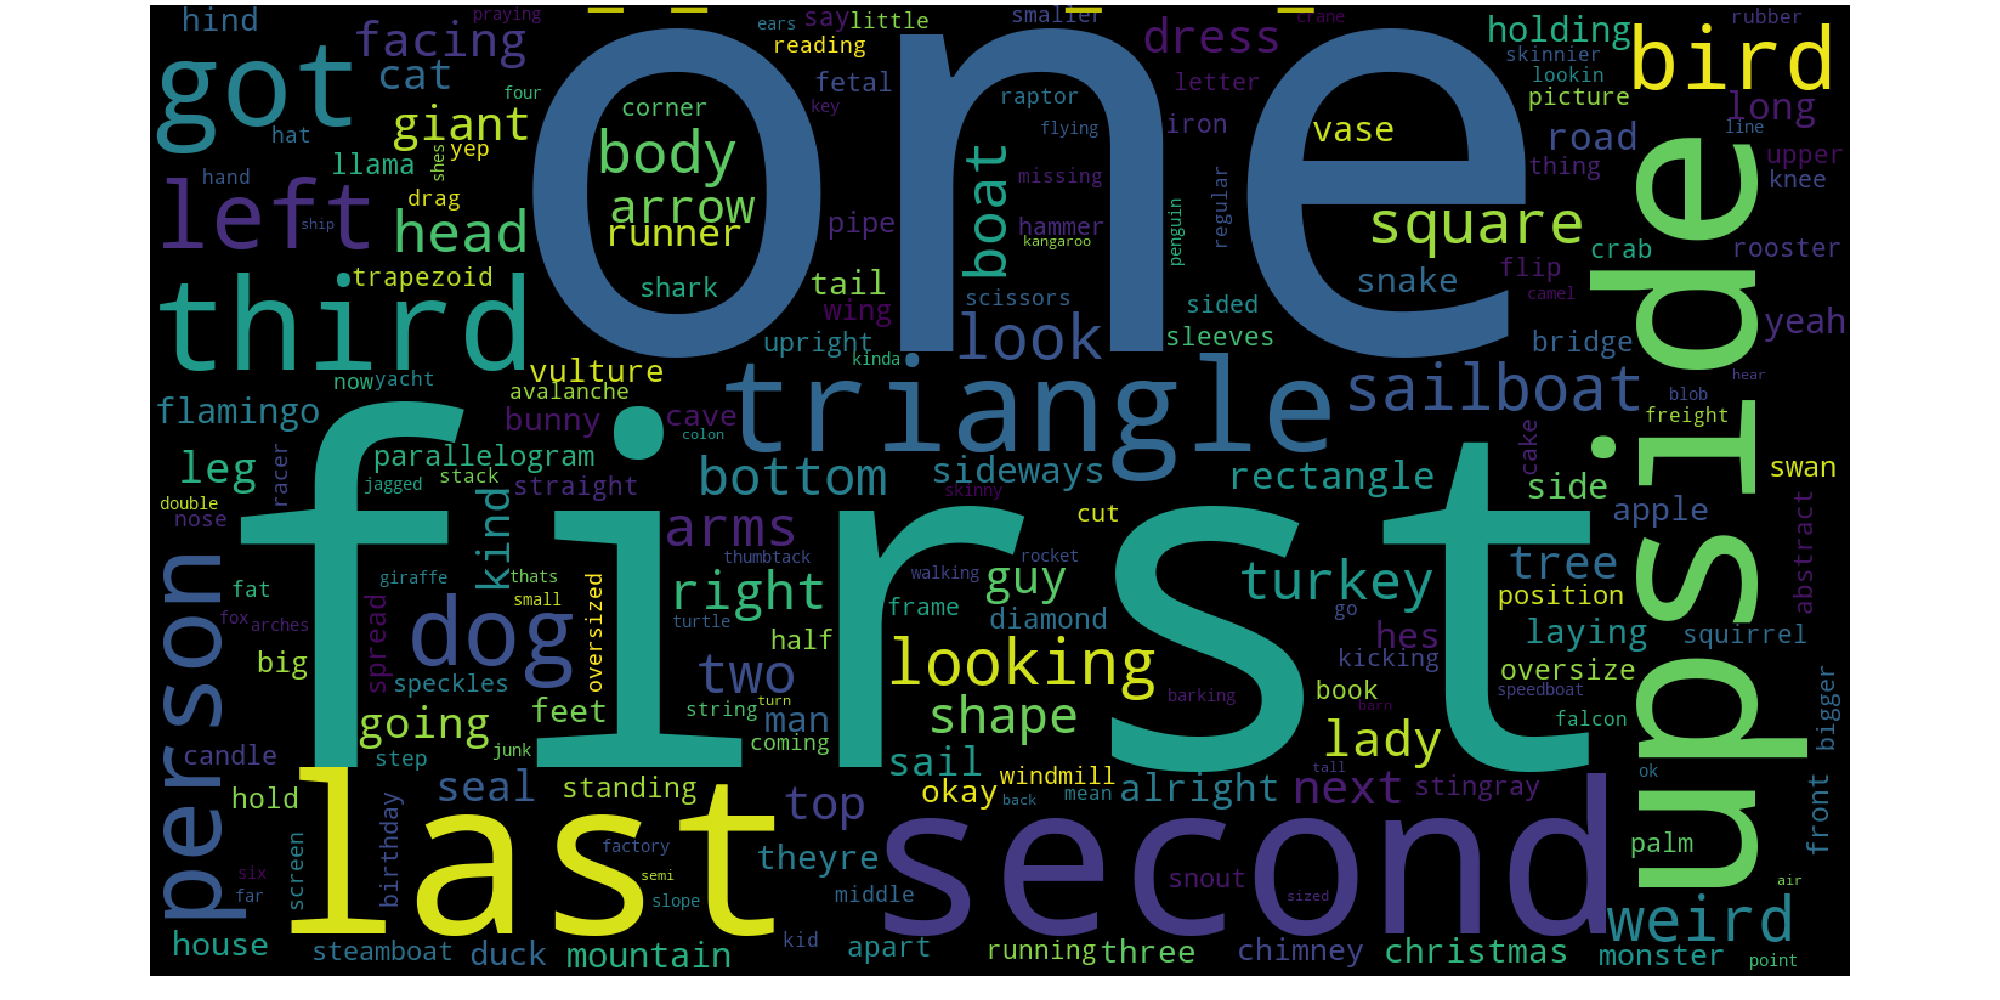 hind
praying
ears
say
little
smaller
crane
rubber
facing
reading
dress
holding
skinnier
bird
got
cat
one
fetal
letter
lookin
four
corner
key
raptor
picture
long
giant
iron
hat
body
flying
vase
road
line
llama
shes
yep
boat
missing
thing
upper
hand
left
drag
arrow
penguin
regular
knee
ship
head
runner
pipe
hammer
square
kangaroo
crab
rooster
trapezoid
shark
tail
snake
flip
third
wing
scissors
sided
camel
upside
upright
look
sleeves
bridge
yeah
kinda
now
yacht
vulture
triangle
sailboat
hear
avalanche
blob
flamingo
bunny
cave
freight
colon
leg
racer
parallelogram
bottom
sideways
rectangle
cake
swan
jagged
stack
straight
skinny
side
double
nose
first
kind
arms
cut
apple
abstract
person
thumbtack
rocket
tree
fat
giraffe
thats
right
walking
guy
turkey
small
oversized
frame
position
fox
arches
spread
dog
turtle
diamond
go
half
hes
laying
squirrel
big
speckles
two
looking
kicking
oversize
going
feet
string
turn
man
shape
barking
book
barn
speedboat
falcon
bigger
candle
step
junk
coming
lady
sail
windmill
tall
ok
hold
seal
standing
top
okay
back
mean
alright
next
stingray
front
last
second
birthday
screen
factory
theyre
palm
six
semi
snout
air
far
slope
middle
sized
weird
house
steamboat
duck
mountain
kid
apart
running
three
chimney
christmas
monster
point